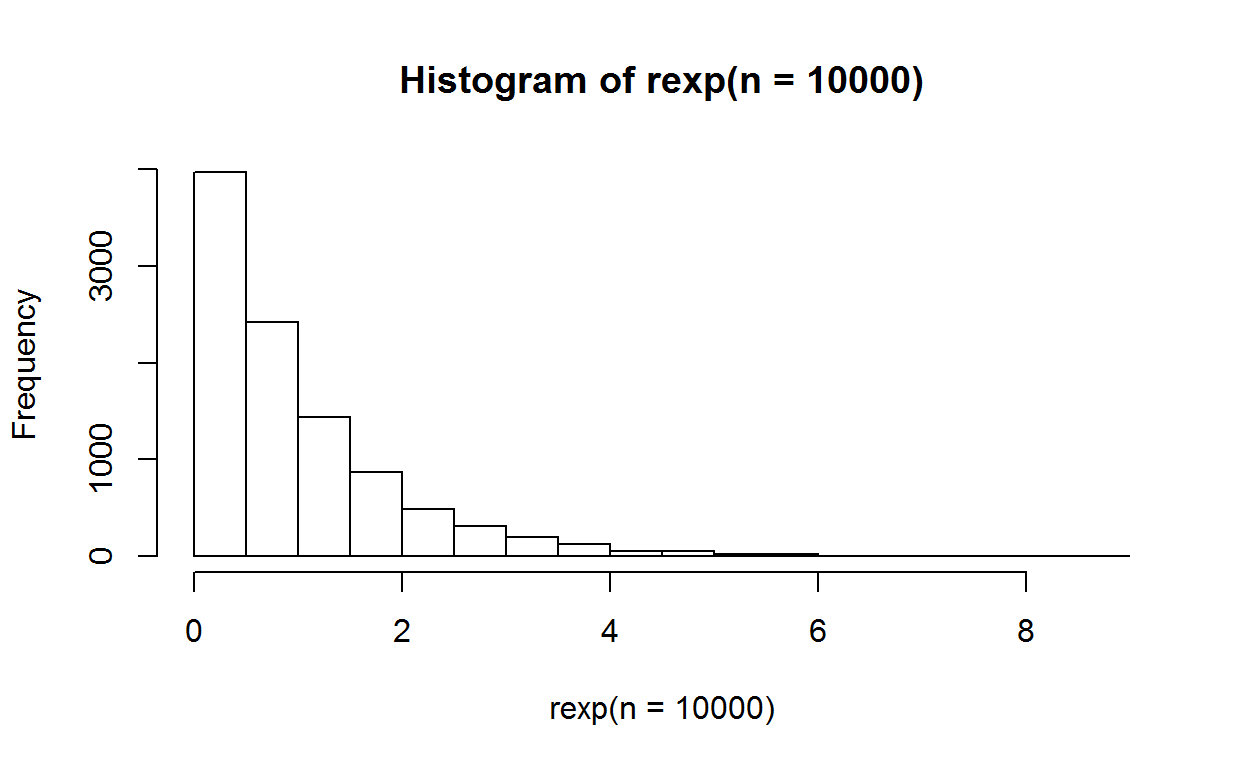 Histogram of rexp(n = 10000)
Frequency
3000
1000
0
0 2 4 6 8
rexp(n = 10000)